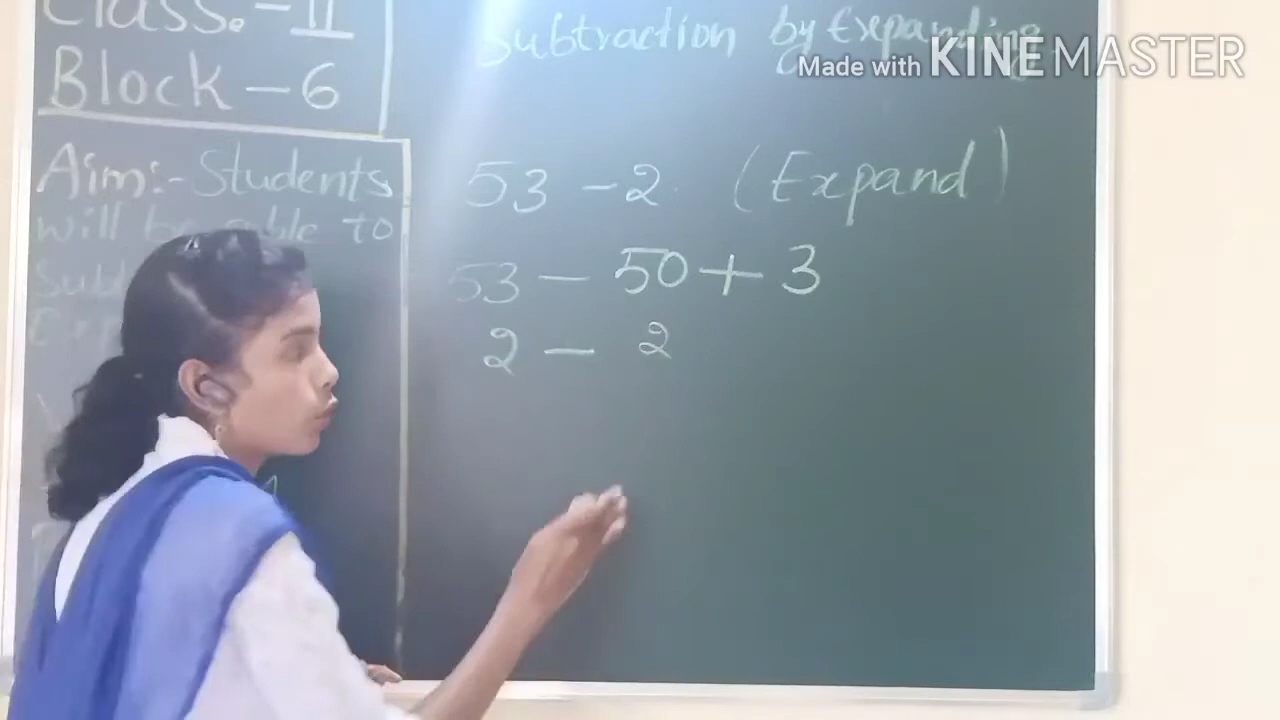 Class.-II
Block-6
Aim:- Students
will be able to
Subtraction by Expanding
Made with KINEMASTER
53 - 2 (Expand)
53 - 50 + 3
2 - 2